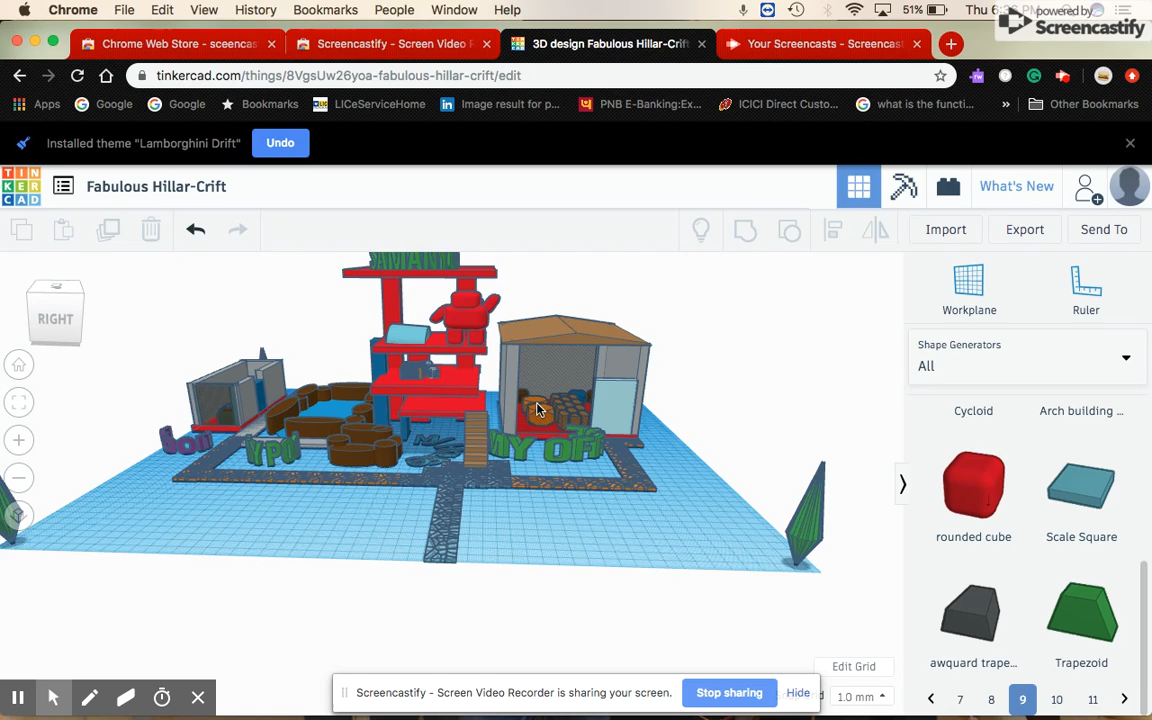 Chrome File Edit View History Bookmarks People Window Help 51% Thu
powered by
Screencastify
Chrome Web Store - sceencas Screencastify - Screen Video R 3D design Fabulous Hillar-Crift Your Screencasts - Screencast
tinkercad.com/things/8VgsUw26yoa-fabulous-hillar-crift/edit
Apps Google Google Bookmarks LICeServiceHome Image result for p... PNB E-Banking:Ex... ICICI Direct Custo... what is the functi... » Other Bookmarks
Installed theme "Lamborghini Drift" Undo
TINKERCAD
Fabulous Hillar-Crift
What's New
Import Export Send To
RIGHT
Workplane Ruler
Shape Generators
All
Cycloid Arch building ...
rounded cube Scale Square
awquard trape... Trapezoid
MY OFF
Edit Grid
1.0 mm
Screencastify - Screen Video Recorder is sharing your screen. Stop sharing Hide
7 8 9 10 11